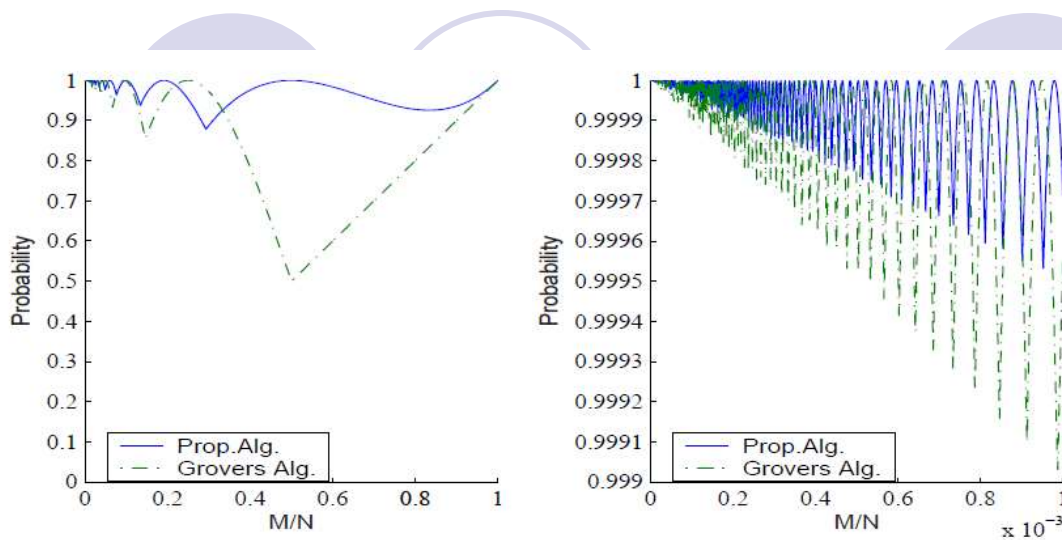 1
0.9
0.8
0.7
0.6
0.5
0.4
0.3
0.2
0.1
0
Probability
Prop.Alg.
Grovers Alg.
0 0.2 0.4 0.6 0.8 1
M/N
1
0.9999
0.9998
0.9997
0.9996
0.9995
0.9994
0.9993
0.9992
0.9991
0.999
Probability
Prop.Alg.
Grovers Alg.
0 0.2 0.4 0.6 0.8 1
M/N
x 10⁻³